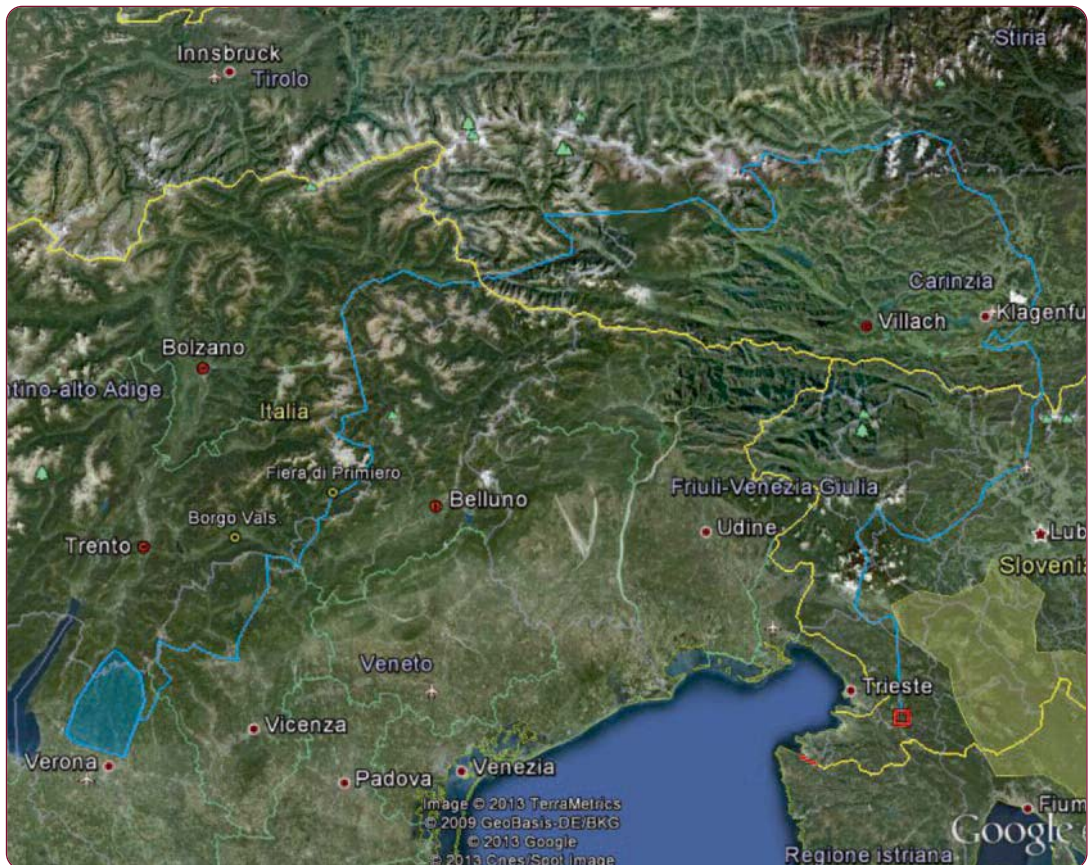 Innsbruck
Tirolo
Stiria
Carinzia
Klagenfu
Villach
Bolzano
ntino-alto Adige
Italia
Fiera di Primiero
Belluno
Friuli-Venezia Giulia
Borgo Vals.
Udine
Trento
Lub
Slovenia
Veneto
Trieste
Vicenza
Verona
Padova
Venezia
Fium
Image © 2013 TerraMetrics
© 2009 GeoBasis-DE/BKG
© 2013 Google
© 2013 Cnes/Spot Image
Google
Regione istriana